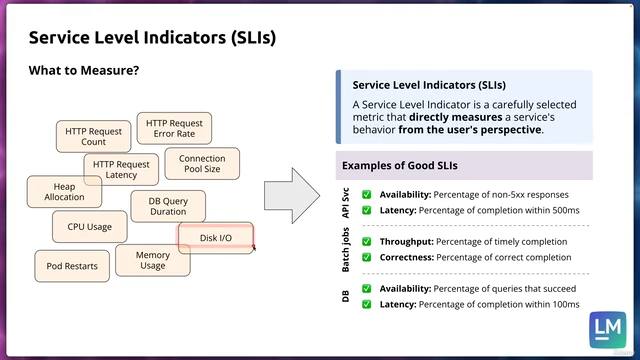 Service Level Indicators (SLIs)
What to Measure?
HTTP Request
Count
HTTP Request
Error Rate
HTTP Request
Latency
Connection
Pool Size
Heap
Allocation
DB Query
Duration
CPU Usage
Disk I/O
Pod Restarts
Memory
Usage
Service Level Indicators (SLIs)
A Service Level Indicator is a carefully selected
metric that directly measures a service's
behavior from the user's perspective.
Examples of Good SLIs
API Svc
Availability: Percentage of non-5xx responses
Latency: Percentage of completion within 500ms
Batch jobs
Throughput: Percentage of timely completion
Correctness: Percentage of correct completion
DB
Availability: Percentage of queries that succeed
Latency: Percentage of completion within 100ms
LM